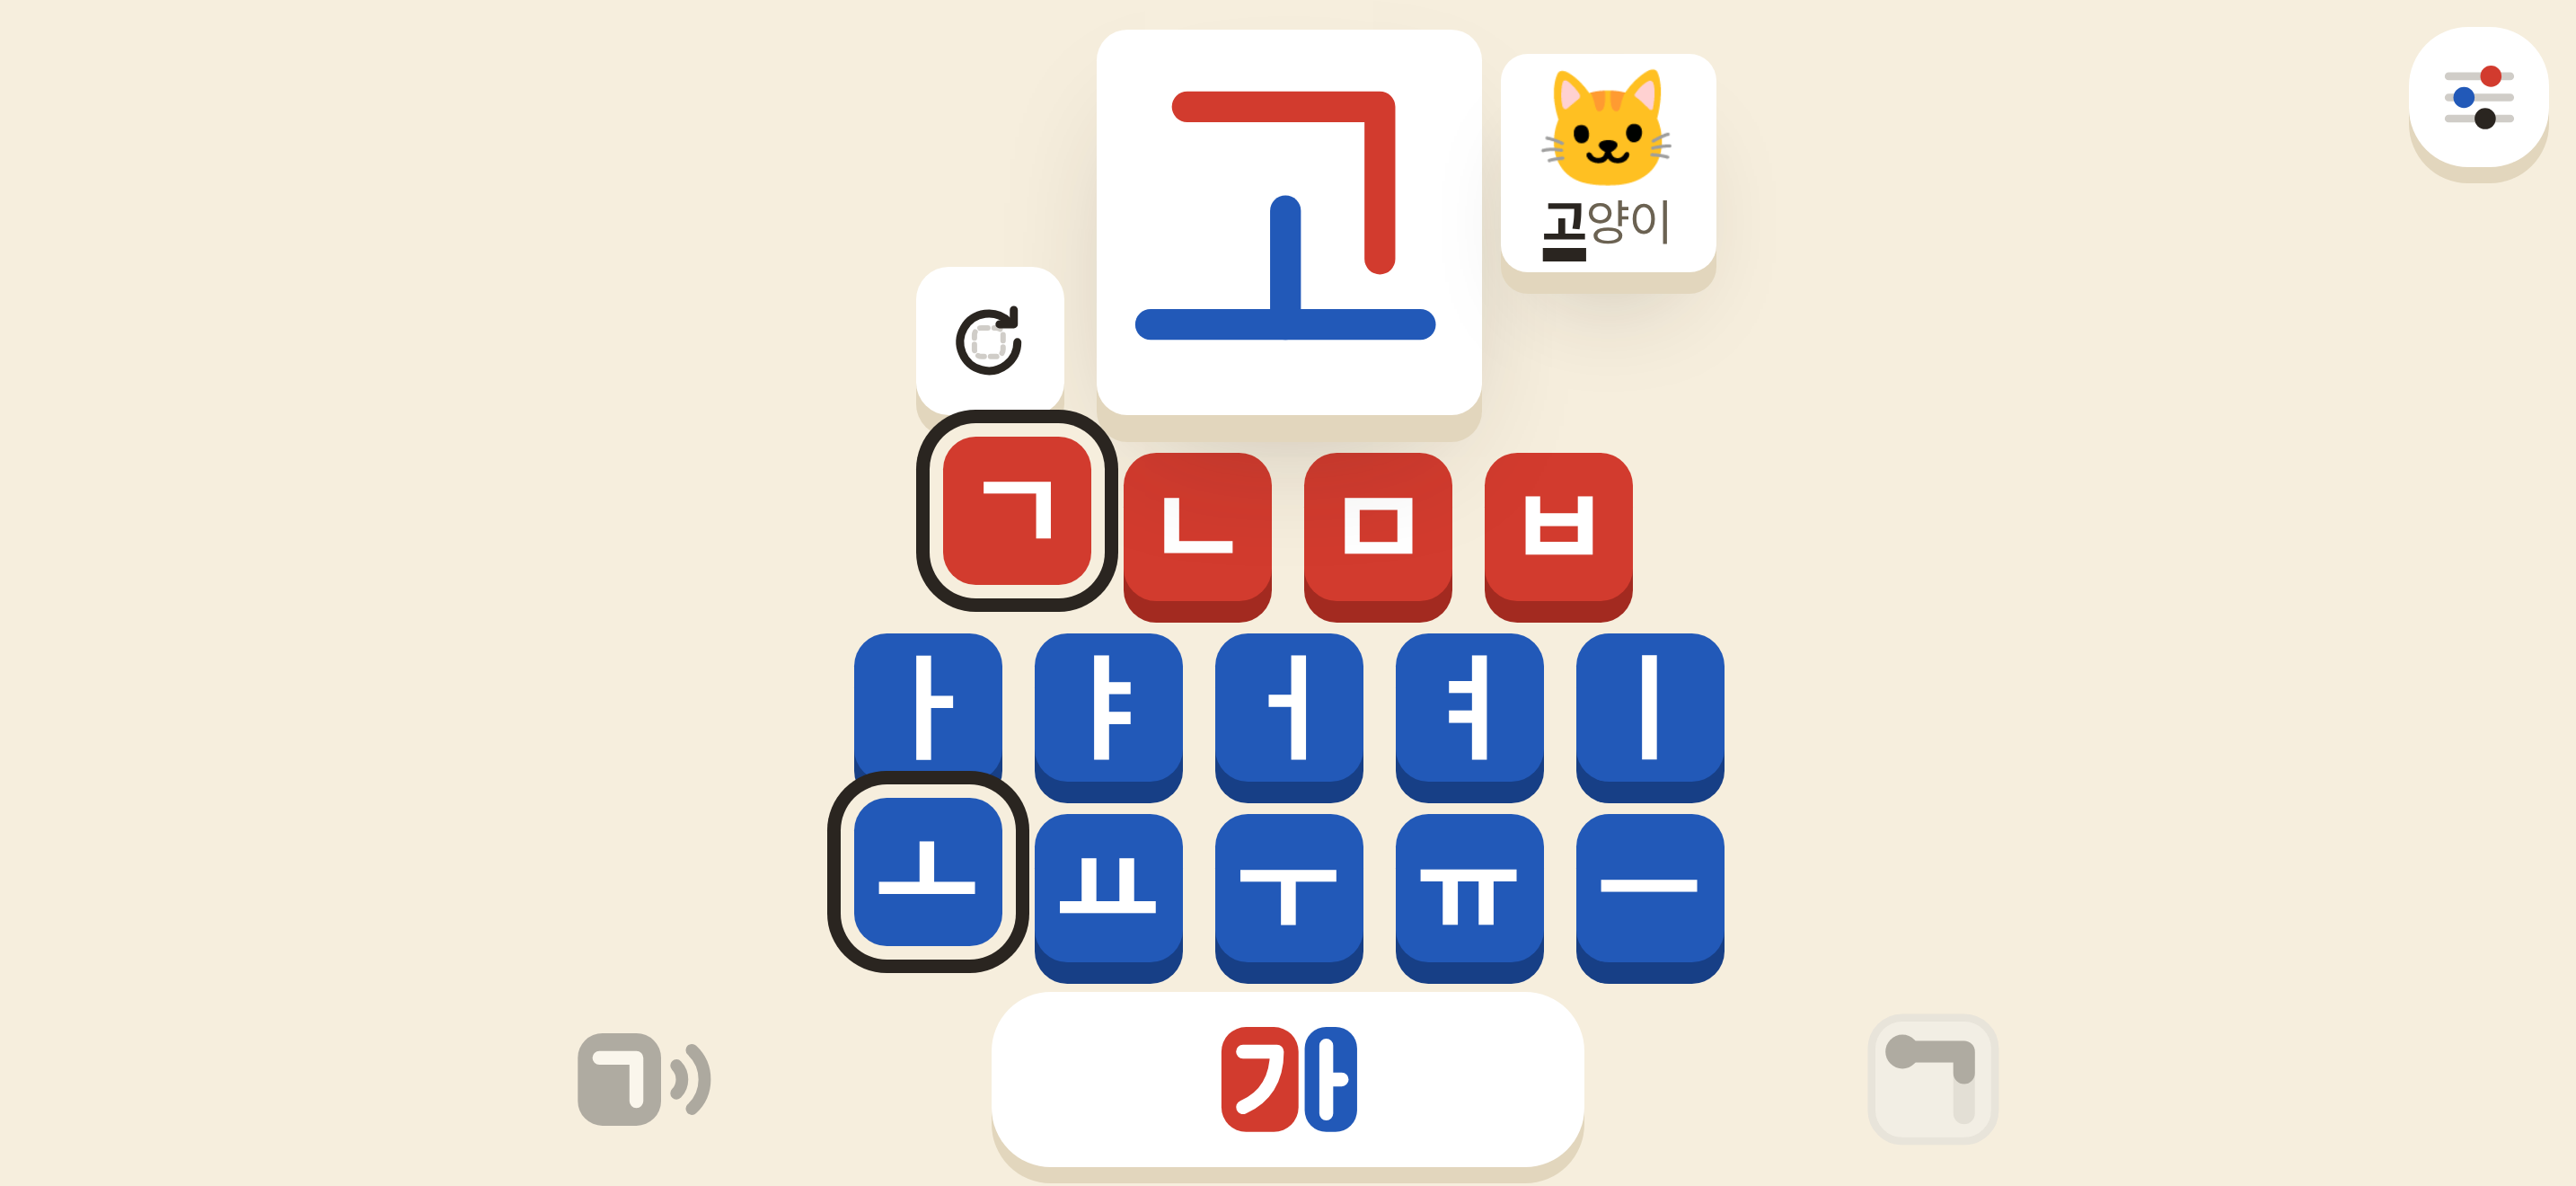 고
고양이
ㄱ ㄴ ㅁ ㅂ
ㅏ ㅑ ㅓ ㅕ ㅣ
ㅗ ㅛ ㅜ ㅠ ㅡ
ㄱ 가 ㄱ